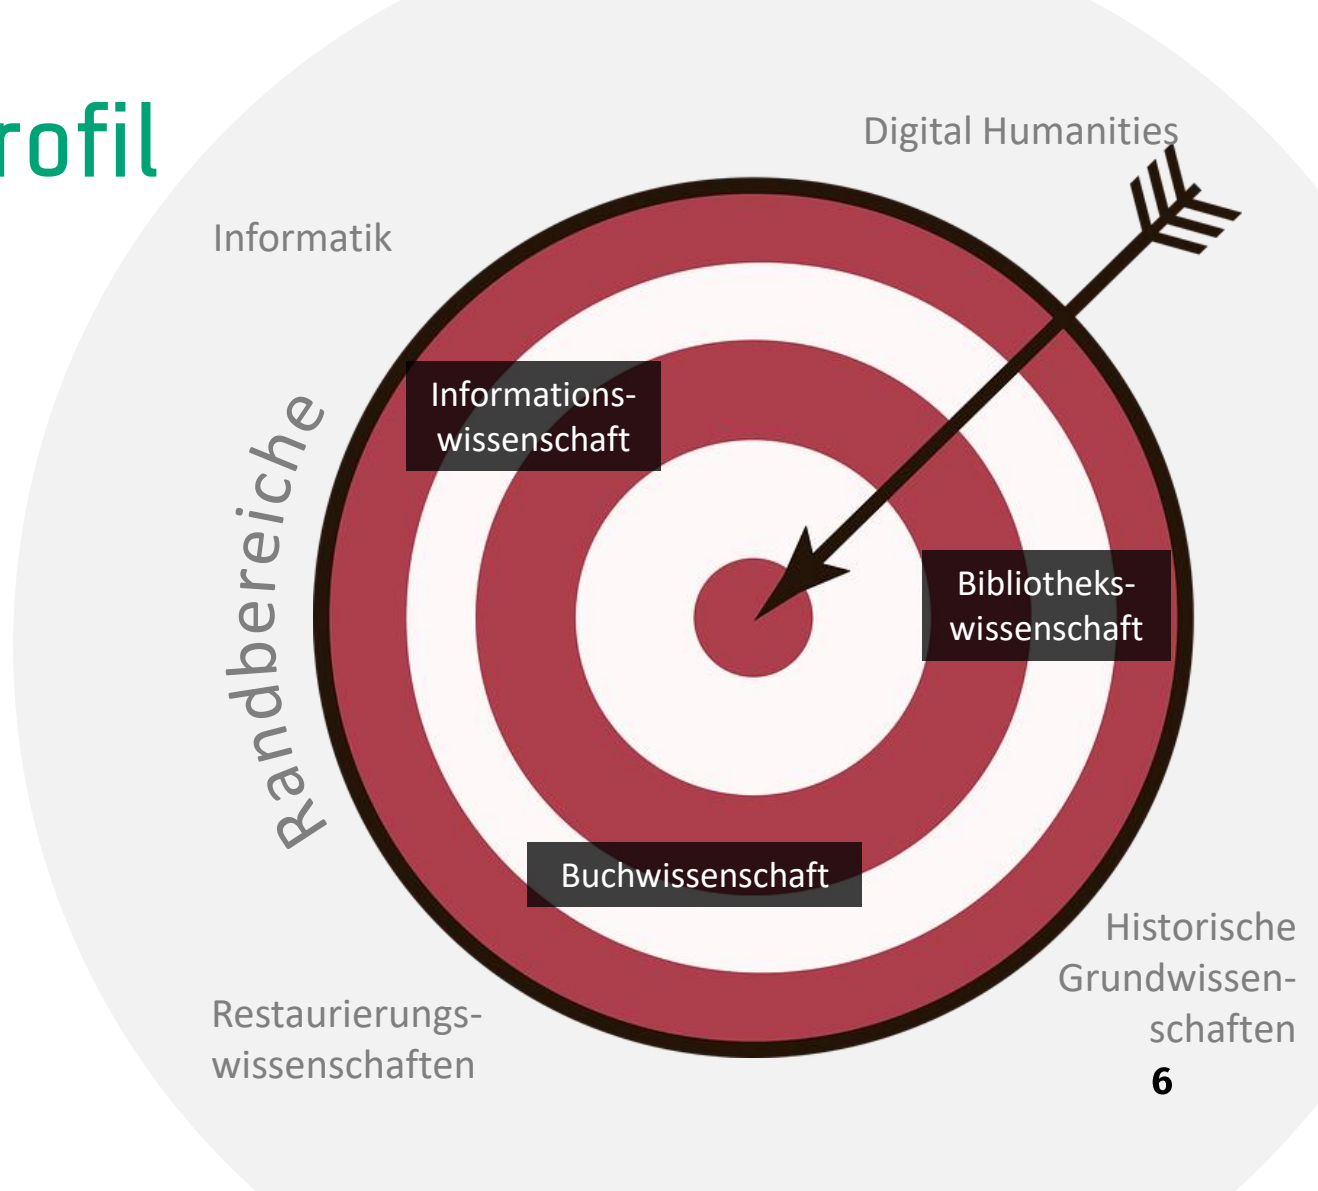 rofil
Digital Humanities
Informatik
Informations-
wissenschaft
Randbereiche
Bibliotheks-
wissenschaft
Buchwissenschaft
Historische
Grundwissen-
schaften
Restaurierungs-
wissenschaften
6